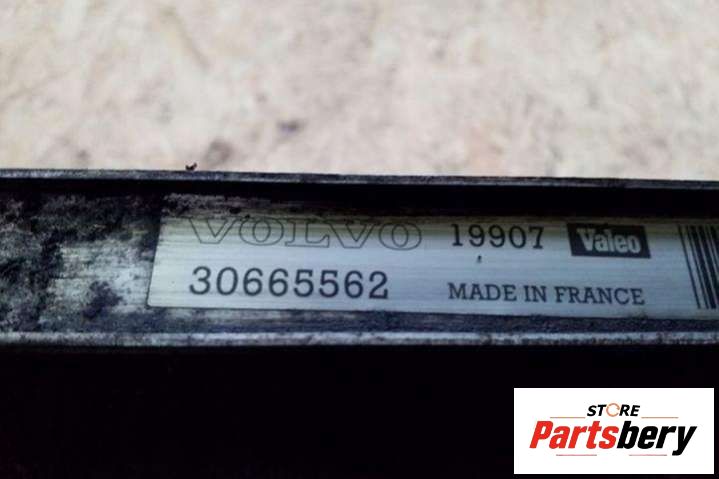 VOLVO 19907 Valeo
30665562 MADE IN FRANCE
STORE
Partsbery